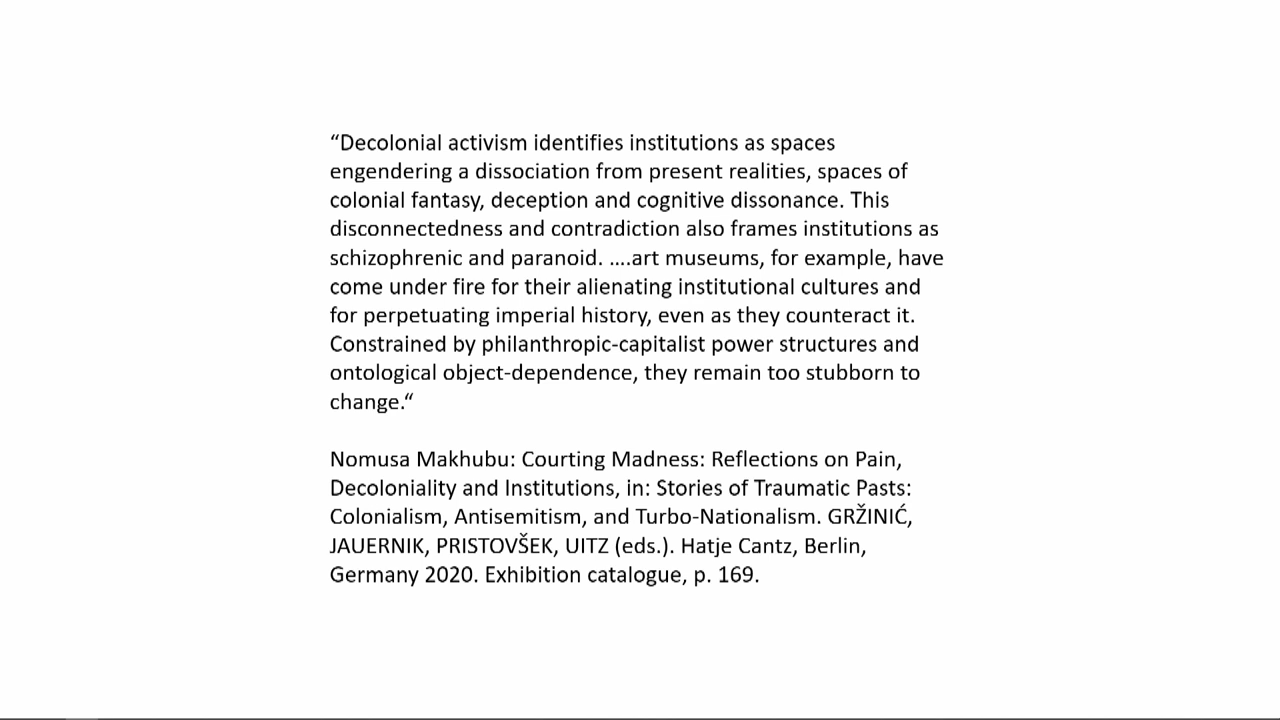 “Decolonial activism identifies institutions as spaces
engendering a dissociation from present realities, spaces of
colonial fantasy, deception and cognitive dissonance. This
disconnectedness and contradiction also frames institutions as
schizophrenic and paranoid. ….art museums, for example, have
come under fire for their alienating institutional cultures and
for perpetuating imperial history, even as they counteract it.
Constrained by philanthropic-capitalist power structures and
ontological object-dependence, they remain too stubborn to
change.“
Nomusa Makhubu: Courting Madness: Reflections on Pain,
Decoloniality and Institutions, in: Stories of Traumatic Pasts:
Colonialism, Antisemitism, and Turbo-Nationalism. GRŽINIĆ,
JAUERNIK, PRISTOVŠEK, UITZ (eds.). Hatje Cantz, Berlin,
Germany 2020. Exhibition catalogue, p. 169.